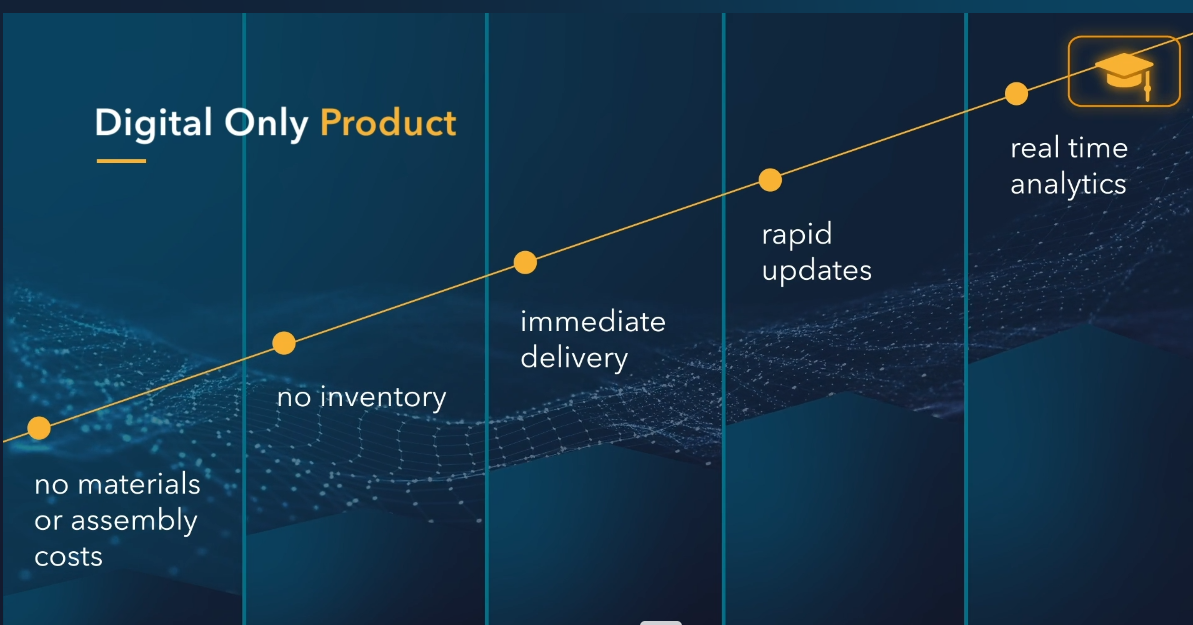 Digital Only Product
no materials
or assembly
costs
no inventory
immediate
delivery
rapid
updates
real time
analytics